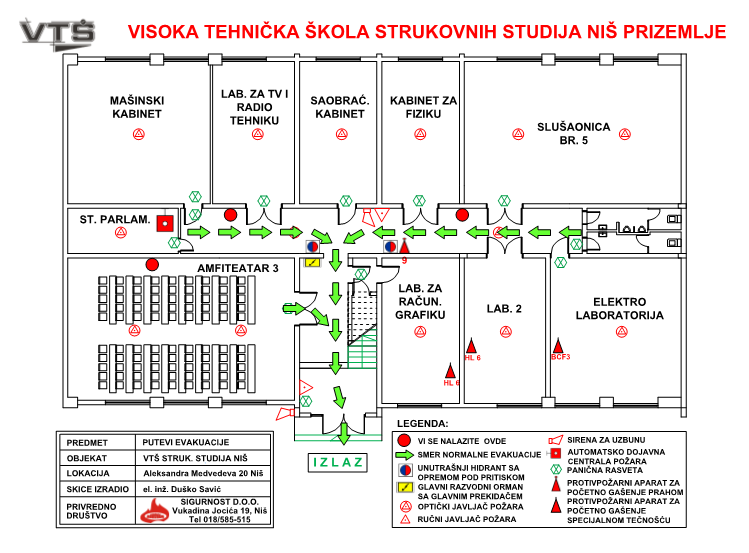 VTŠ
VISOKA TEHNIČKA ŠKOLA STRUKOVNIH STUDIJA NIŠ PRIZEMLJE
MAŠINSKI
KABINET
LAB. ZA TV I
RADIO
TEHNIKU
SAOBRAĆ.
KABINET
KABINET ZA
FIZIKU
SLUŠAONICA
BR. 5
ST. PARLAM.
9
AMFITEATAR 3
LAB. ZA
RAČUN.
GRAFIKU
LAB. 2
ELEKTRO
LABORATORIJA
HL 6
HL 6
BCF3
IZLAZ
LEGENDA:
VI SE NALAZITE OVDE
SMER NORMALNE EVAKUACIJE
UNUTRAŠNJI HIDRANT SA
OPREMOM POD PRITISKOM
GLAVNI RAZVODNI ORMAN
SA GLAVNIM PREKIDAČEM
OPTIČKI JAVLJAČ POŽARA
RUČNI JAVLJAČ POŽARA
SIRENA ZA UZBUNU
AUTOMATSKO DOJAVNA
CENTRALA POŽARA
PANIČNA RASVETA
PROTIVPOŽARNI APARAT ZA
POČETNO GAŠENJE PRAHOM
PROTIVPOŽARNI APARAT ZA
POČETNO GAŠENJE
SPECIJALNOM TEČNOŠĆU
PREDMET PUTEVI EVAKUACIJE
OBJEKAT VTŠ STRUK. STUDIJA NIŠ
LOKACIJA Aleksandra Medvedeva 20 Niš
SKICE IZRADIO el. inž. Duško Savić
PRIVREDNO
DRUŠTVO
SIGURNOST D.O.O.
Vukadina Jocića 19, Niš
Tel 018/585-515